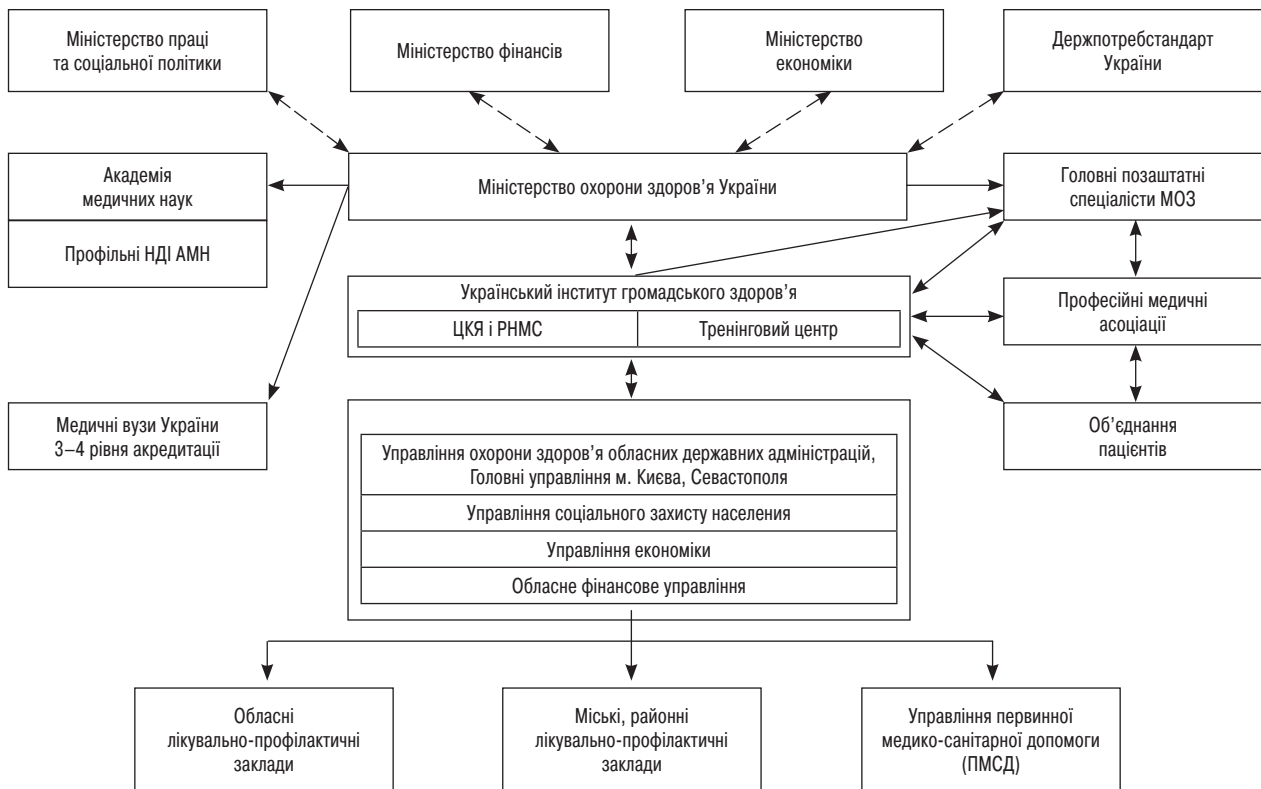 Міністерство праці
та соціальної політики
Міністерство фінансів
Міністерство
економіки
Держпотребстандарт
України
Академія
медичних наук
Профільні НДІ АМН
Міністерство охорони здоров’я України
Головні позаштатні
спеціалісти МОЗ
Український інститут громадського здоров’я
ЦКЯ і РНМС
Тренінговий центр
Професійні медичні
асоціації
Медичні вузи України
3–4 рівня акредитації
Об’єднання
пацієнтів
Управління охорони здоров’я обласних державних адміністрацій,
Головні управління м. Києва, Севастополя
Управління соціального захисту населення
Управління економіки
Обласне фінансове управління
Обласні
лікувально-профілактичні
заклади
Міські, районні
лікувально-профілактичні
заклади
Управління первинної
медико-санітарної допомоги
(ПМСД)